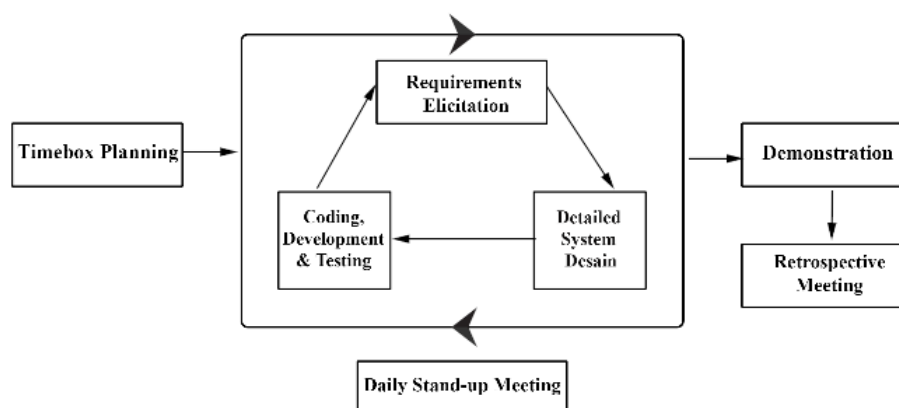 Requirements
Elicitation
Timebox Planning
Demonstration
Coding,
Development
& Testing
Detailed
System
Desain
Retrospective
Meeting
Daily Stand-up Meeting